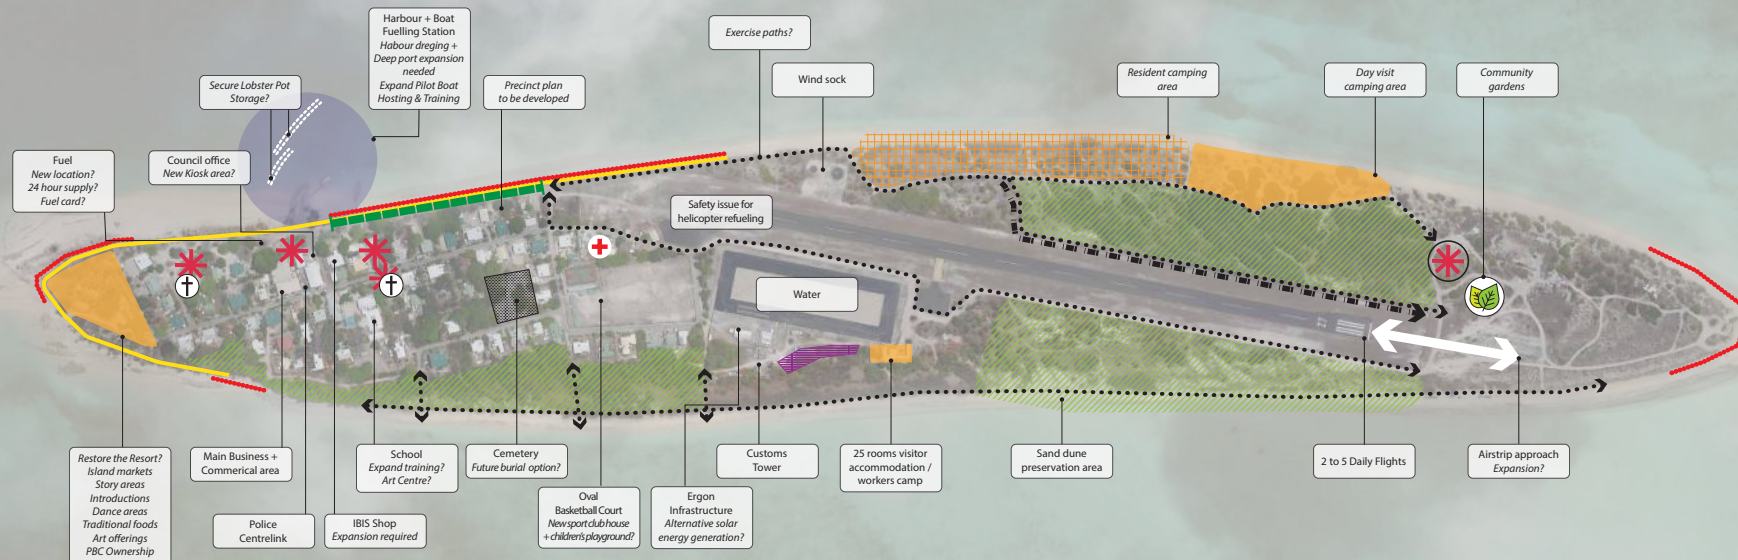 Harbour + Boat
Fuelling Station
Habour dreging +
Deep port expansion
needed
Expand Pilot Boat
Hosting & Training
Exercise paths?
Secure Lobster Pot
Storage?
Precinct plan
to be developed
Wind sock
Resident camping
area
Day visit
camping area
Community
gardens
Fuel
New location?
24 hour supply?
Fuel card?
Council office
New Kiosk area?
Safety issue for
helicopter refueling
Water
Restore the Resort?
Island markets
Story areas
Introductions
Dance areas
Traditional foods
Art offerings
PBC Ownership
Main Business +
Commerical area
Police
Centrelink
IBIS Shop
Expansion required
School
Expand training?
Art Centre?
Cemetery
Future burial option?
Oval
Basketball Court
New sport club house
+ children's playground?
Ergon
Infrastructure
Alternative solar
energy generation?
Customs
Tower
25 rooms visitor
accommodation /
workers camp
Sand dune
preservation area
2 to 5 Daily Flights
Airstrip approach
Expansion?